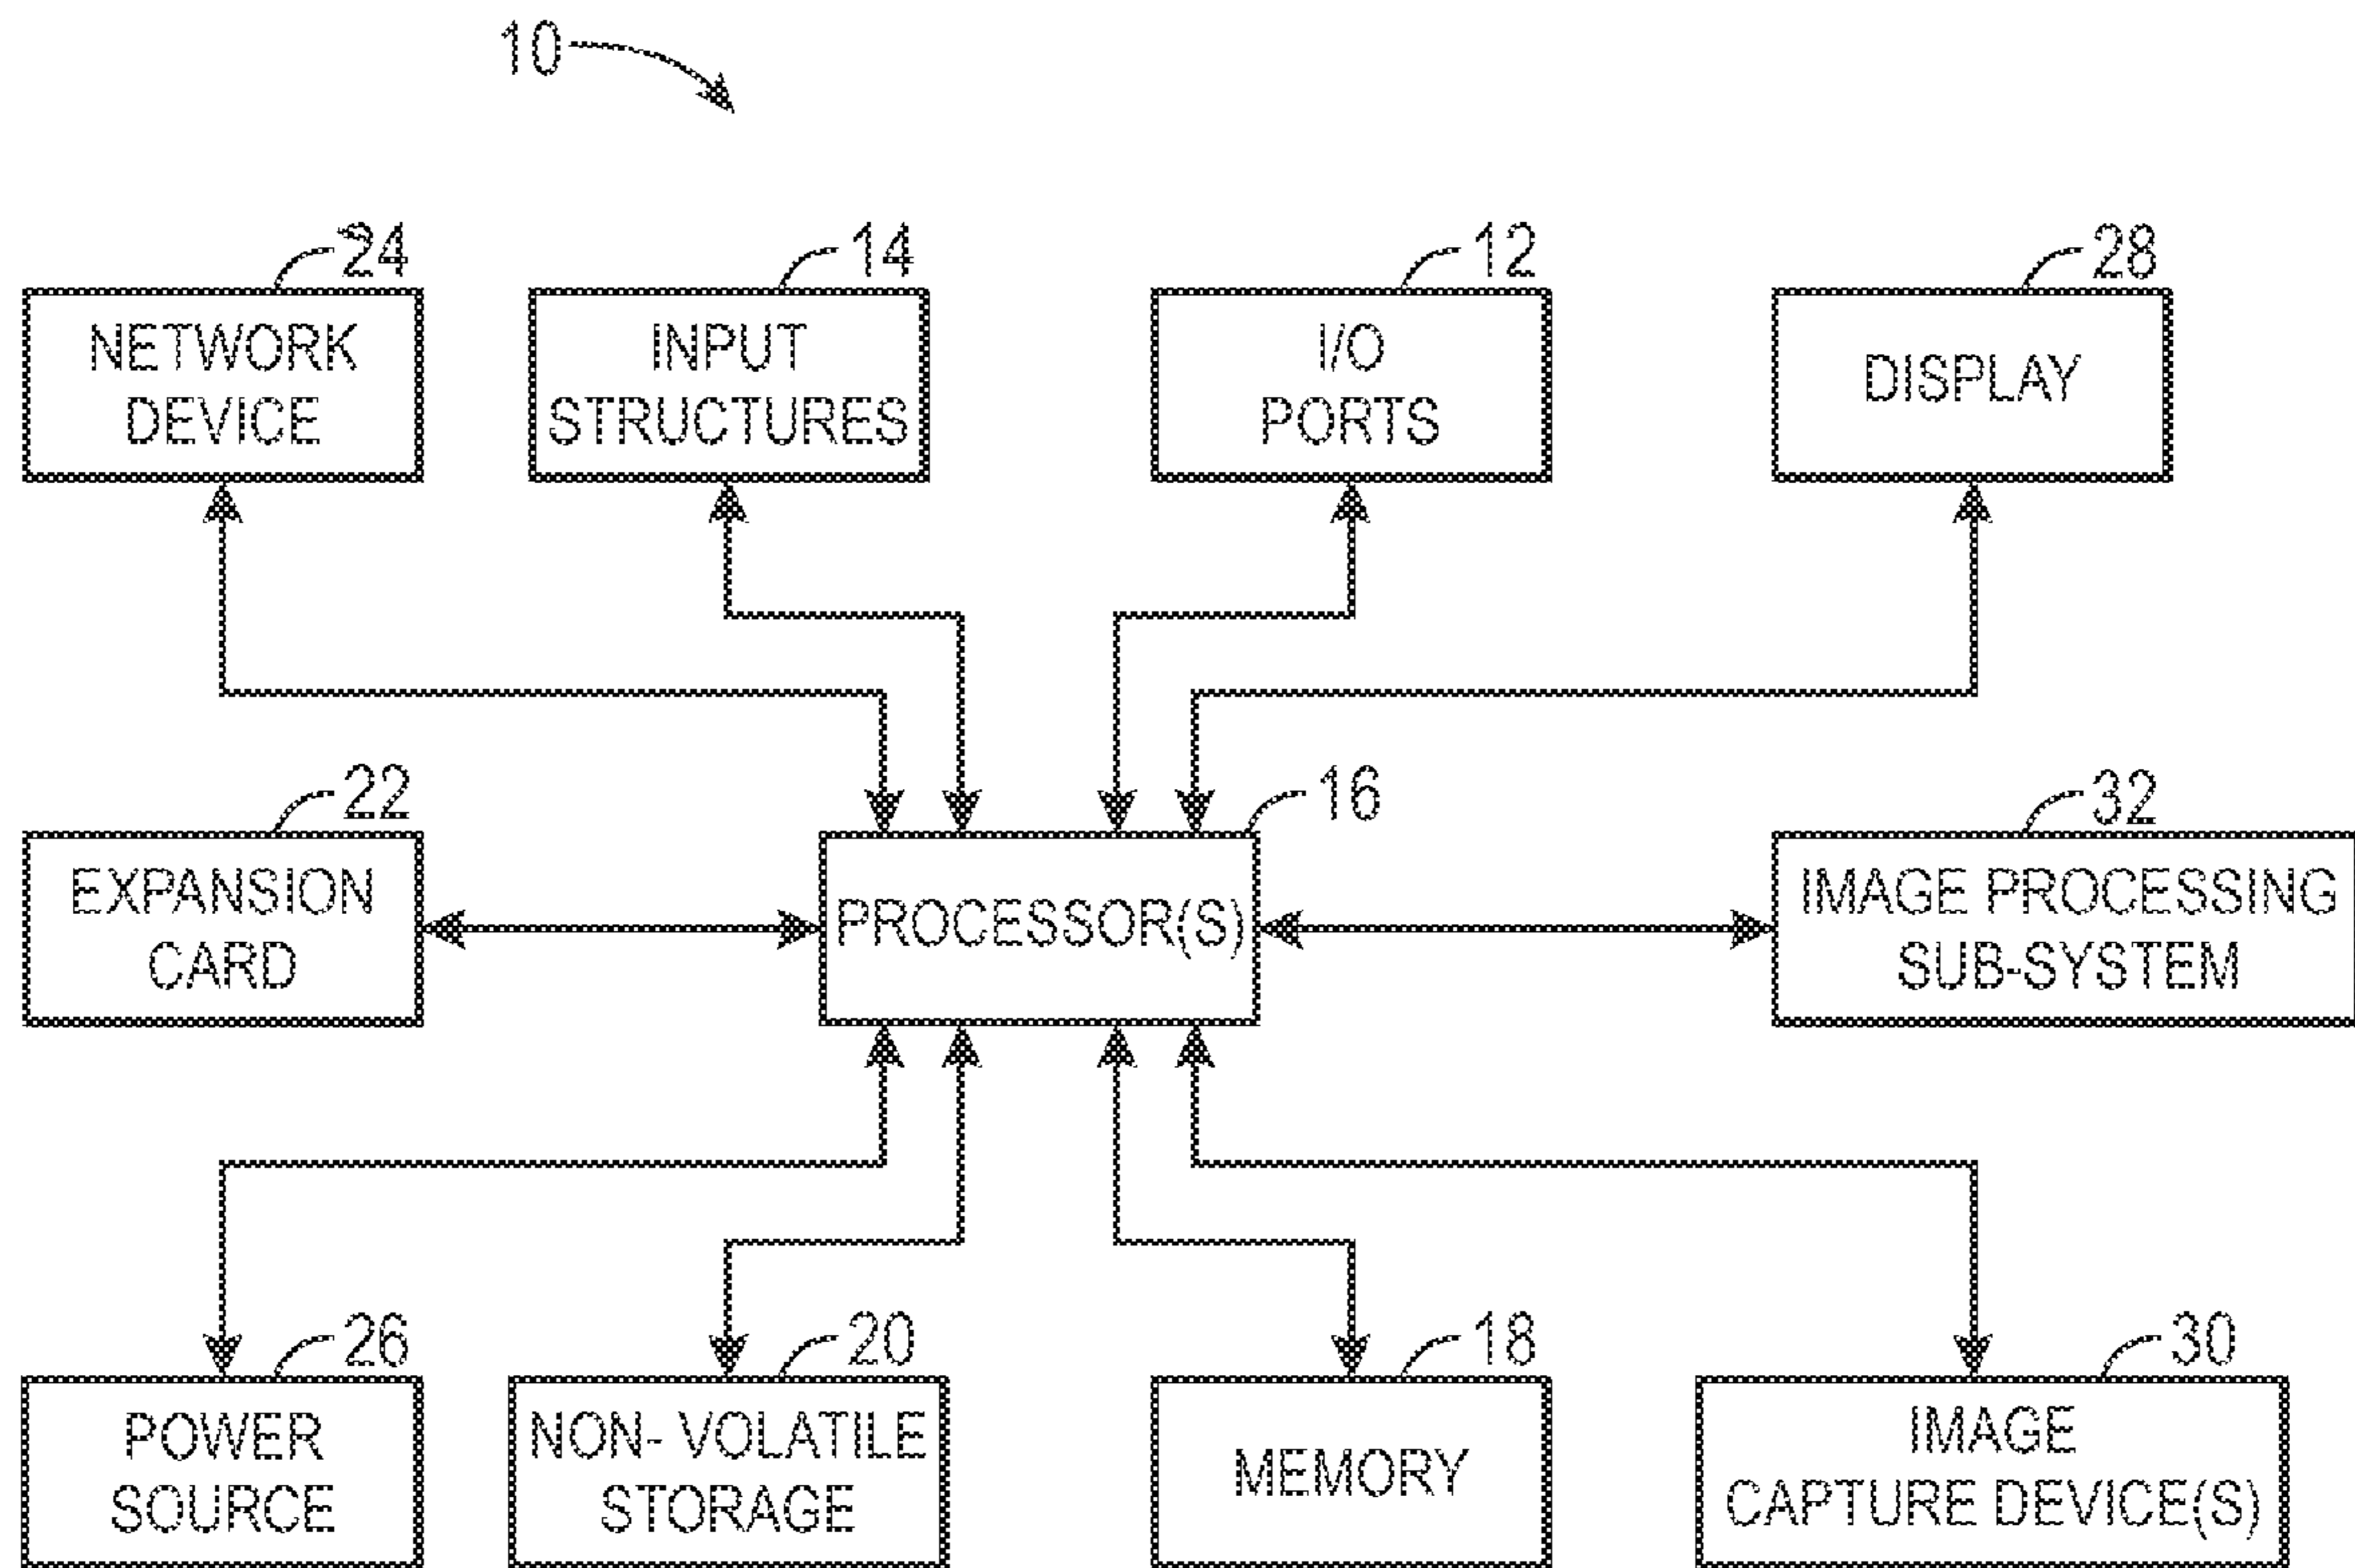 10
24
14
12
28
NETWORK
DEVICE
INPUT
STRUCTURES
I/O
PORTS
DISPLAY
22
16
32
EXPANSION
CARD
PROCESSOR(S)
IMAGE PROCESSING
SUB-SYSTEM
26
20
18
30
POWER
SOURCE
NON- VOLATILE
STORAGE
MEMORY
IMAGE
CAPTURE DEVICE(S)